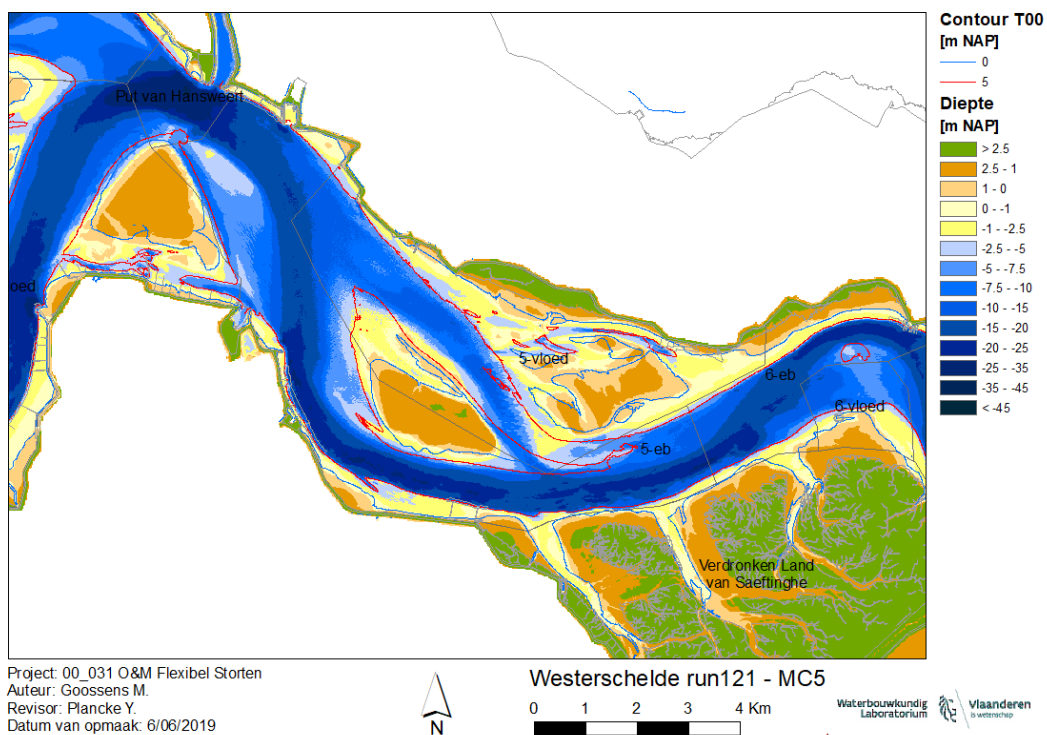 Put van Hansweert
oed
5-vloed
6-eb
6-vloed
5-eb
Verdronken Land
van Saeftinghe
Contour T00
[m NAP]
0
5
Diepte
[m NAP]
> 2.5
2.5 - 1
1 - 0
0 - -1
-1 - -2.5
-2.5 - -5
-5 - -7.5
-7.5 - -10
-10 - -15
-15 - -20
-20 - -25
-25 - -35
-35 - -45
< -45
Project: 00_031 O&M Flexibel Storten
Auteur: Goossens M.
Revisor: Plancke Y.
Datum van opmaak: 6/06/2019
N
Westerschelde run121 - MC5
0 1 2 3 4 Km
Waterbouwkundig
Laboratorium
Vlaanderen
is wetenschap